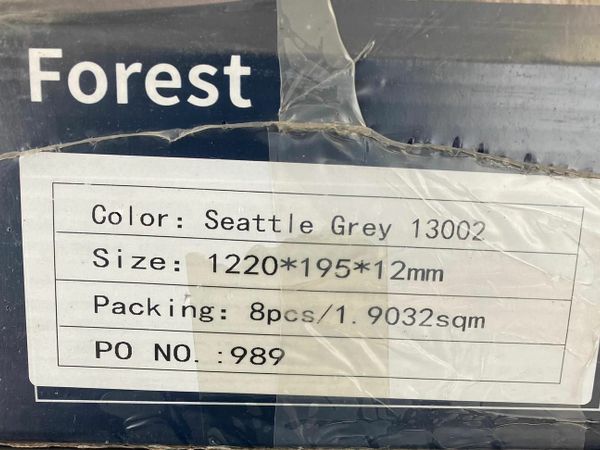 Forest
Color: Seattle Grey 13002
Size: 1220*195*12mm
Packing: 8pcs/1.9032sqm
PO NO.:989